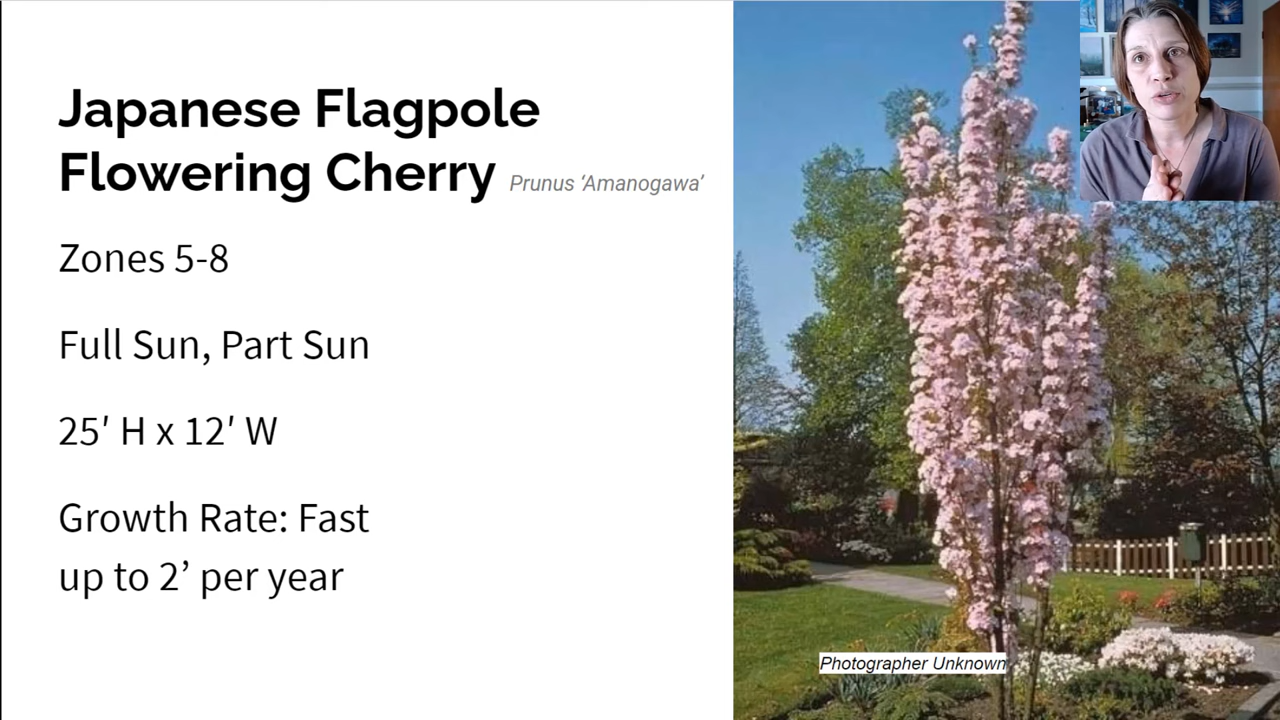 Japanese Flagpole
Flowering Cherry Prunus ‘Amanogawa’
Zones 5-8
Full Sun, Part Sun
25′ H x 12′ W
Growth Rate: Fast
up to 2’ per year
Photographer Unknown